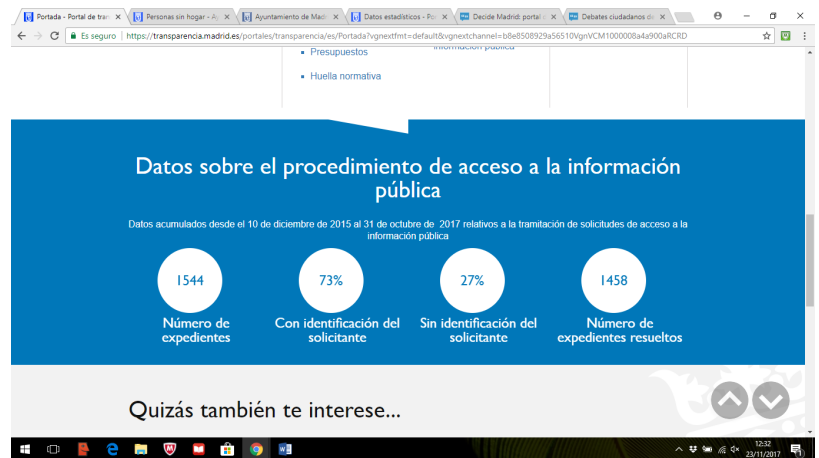 Portada - Portal de tran
Personas sin hogar - A
Ayuntamiento de Madr
Datos estadísticos - Po
Decide Madrid: portal
Debates ciudadanos de
Es seguro
https://transparencia.madrid.es/portales/transparencia/es/Portada?vgnextfmt=default&vgnextchannel=b8e8508929a56510VgnVCM1000008a4a900aRCRD
Presupuestos
información pública
Huella normativa
Datos sobre el procedimiento de acceso a la información
pública
Datos acumulados desde el 10 de diciembre de 2015 al 31 de octubre de 2017 relativos a la tramitación de solicitudes de acceso a la
información pública
1544
73%
27%
1458
Número de
expedientes
Con identificación del
solicitante
Sin identificación del
solicitante
Número de
expedientes resueltos
Quizás también te interese...
12:32
23/11/2017